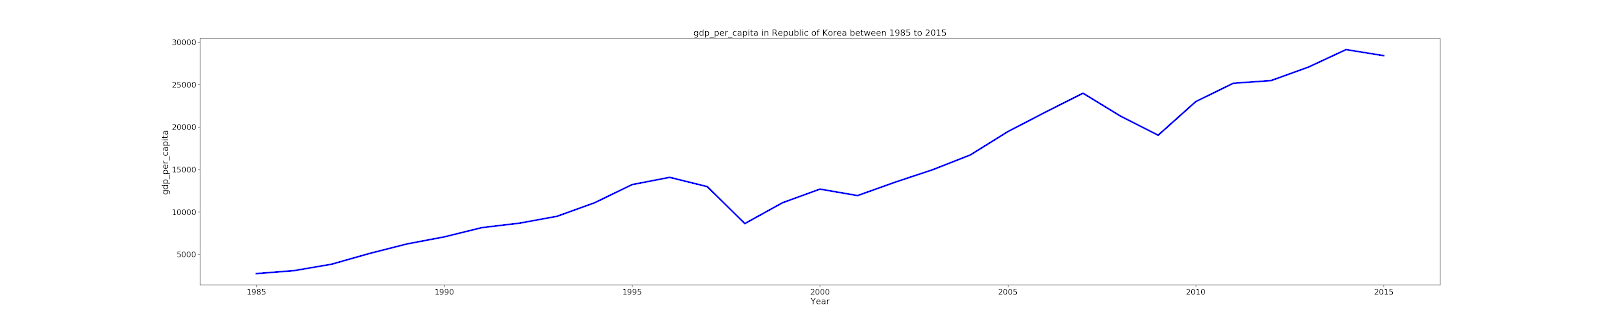 gdp_per_capita in Republic of Korea between 1985 to 2015
30000
25000
20000
15000
10000
5000
gdp_per_capita
1985 1990 1995 2000 2005 2010 2015
Year